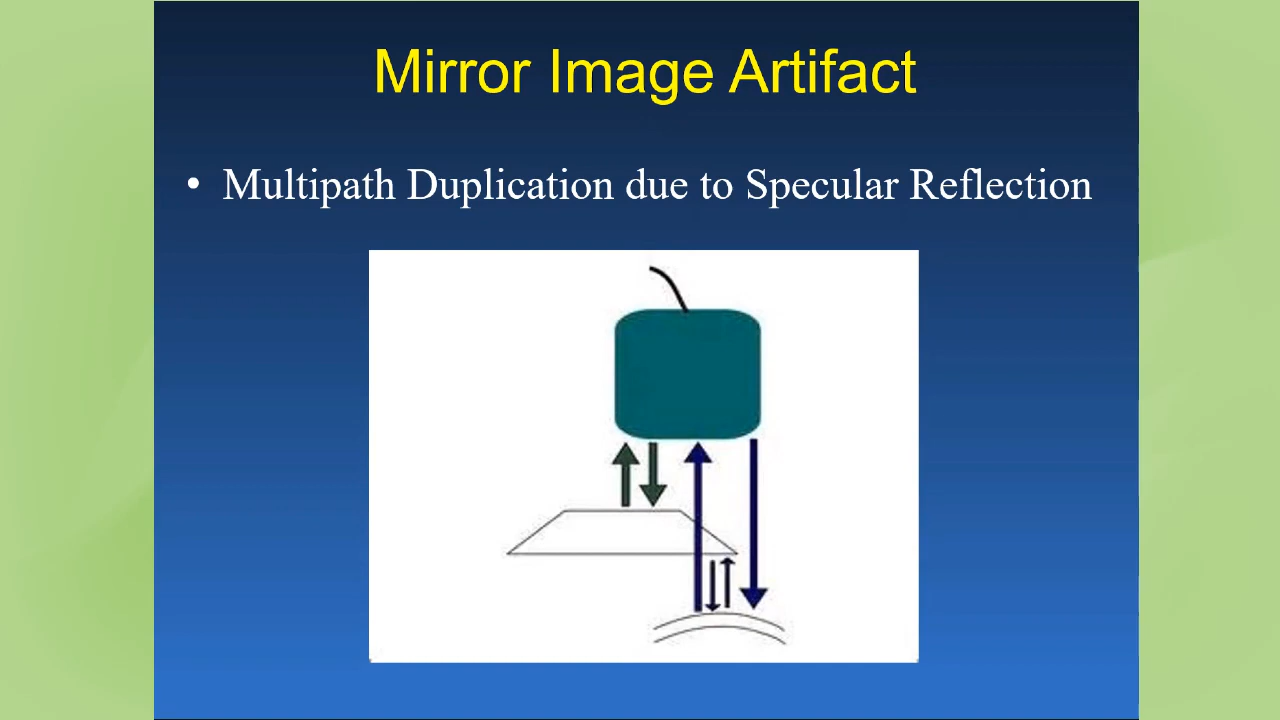 Mirror Image Artifact
• Multipath Duplication due to Specular Reflection